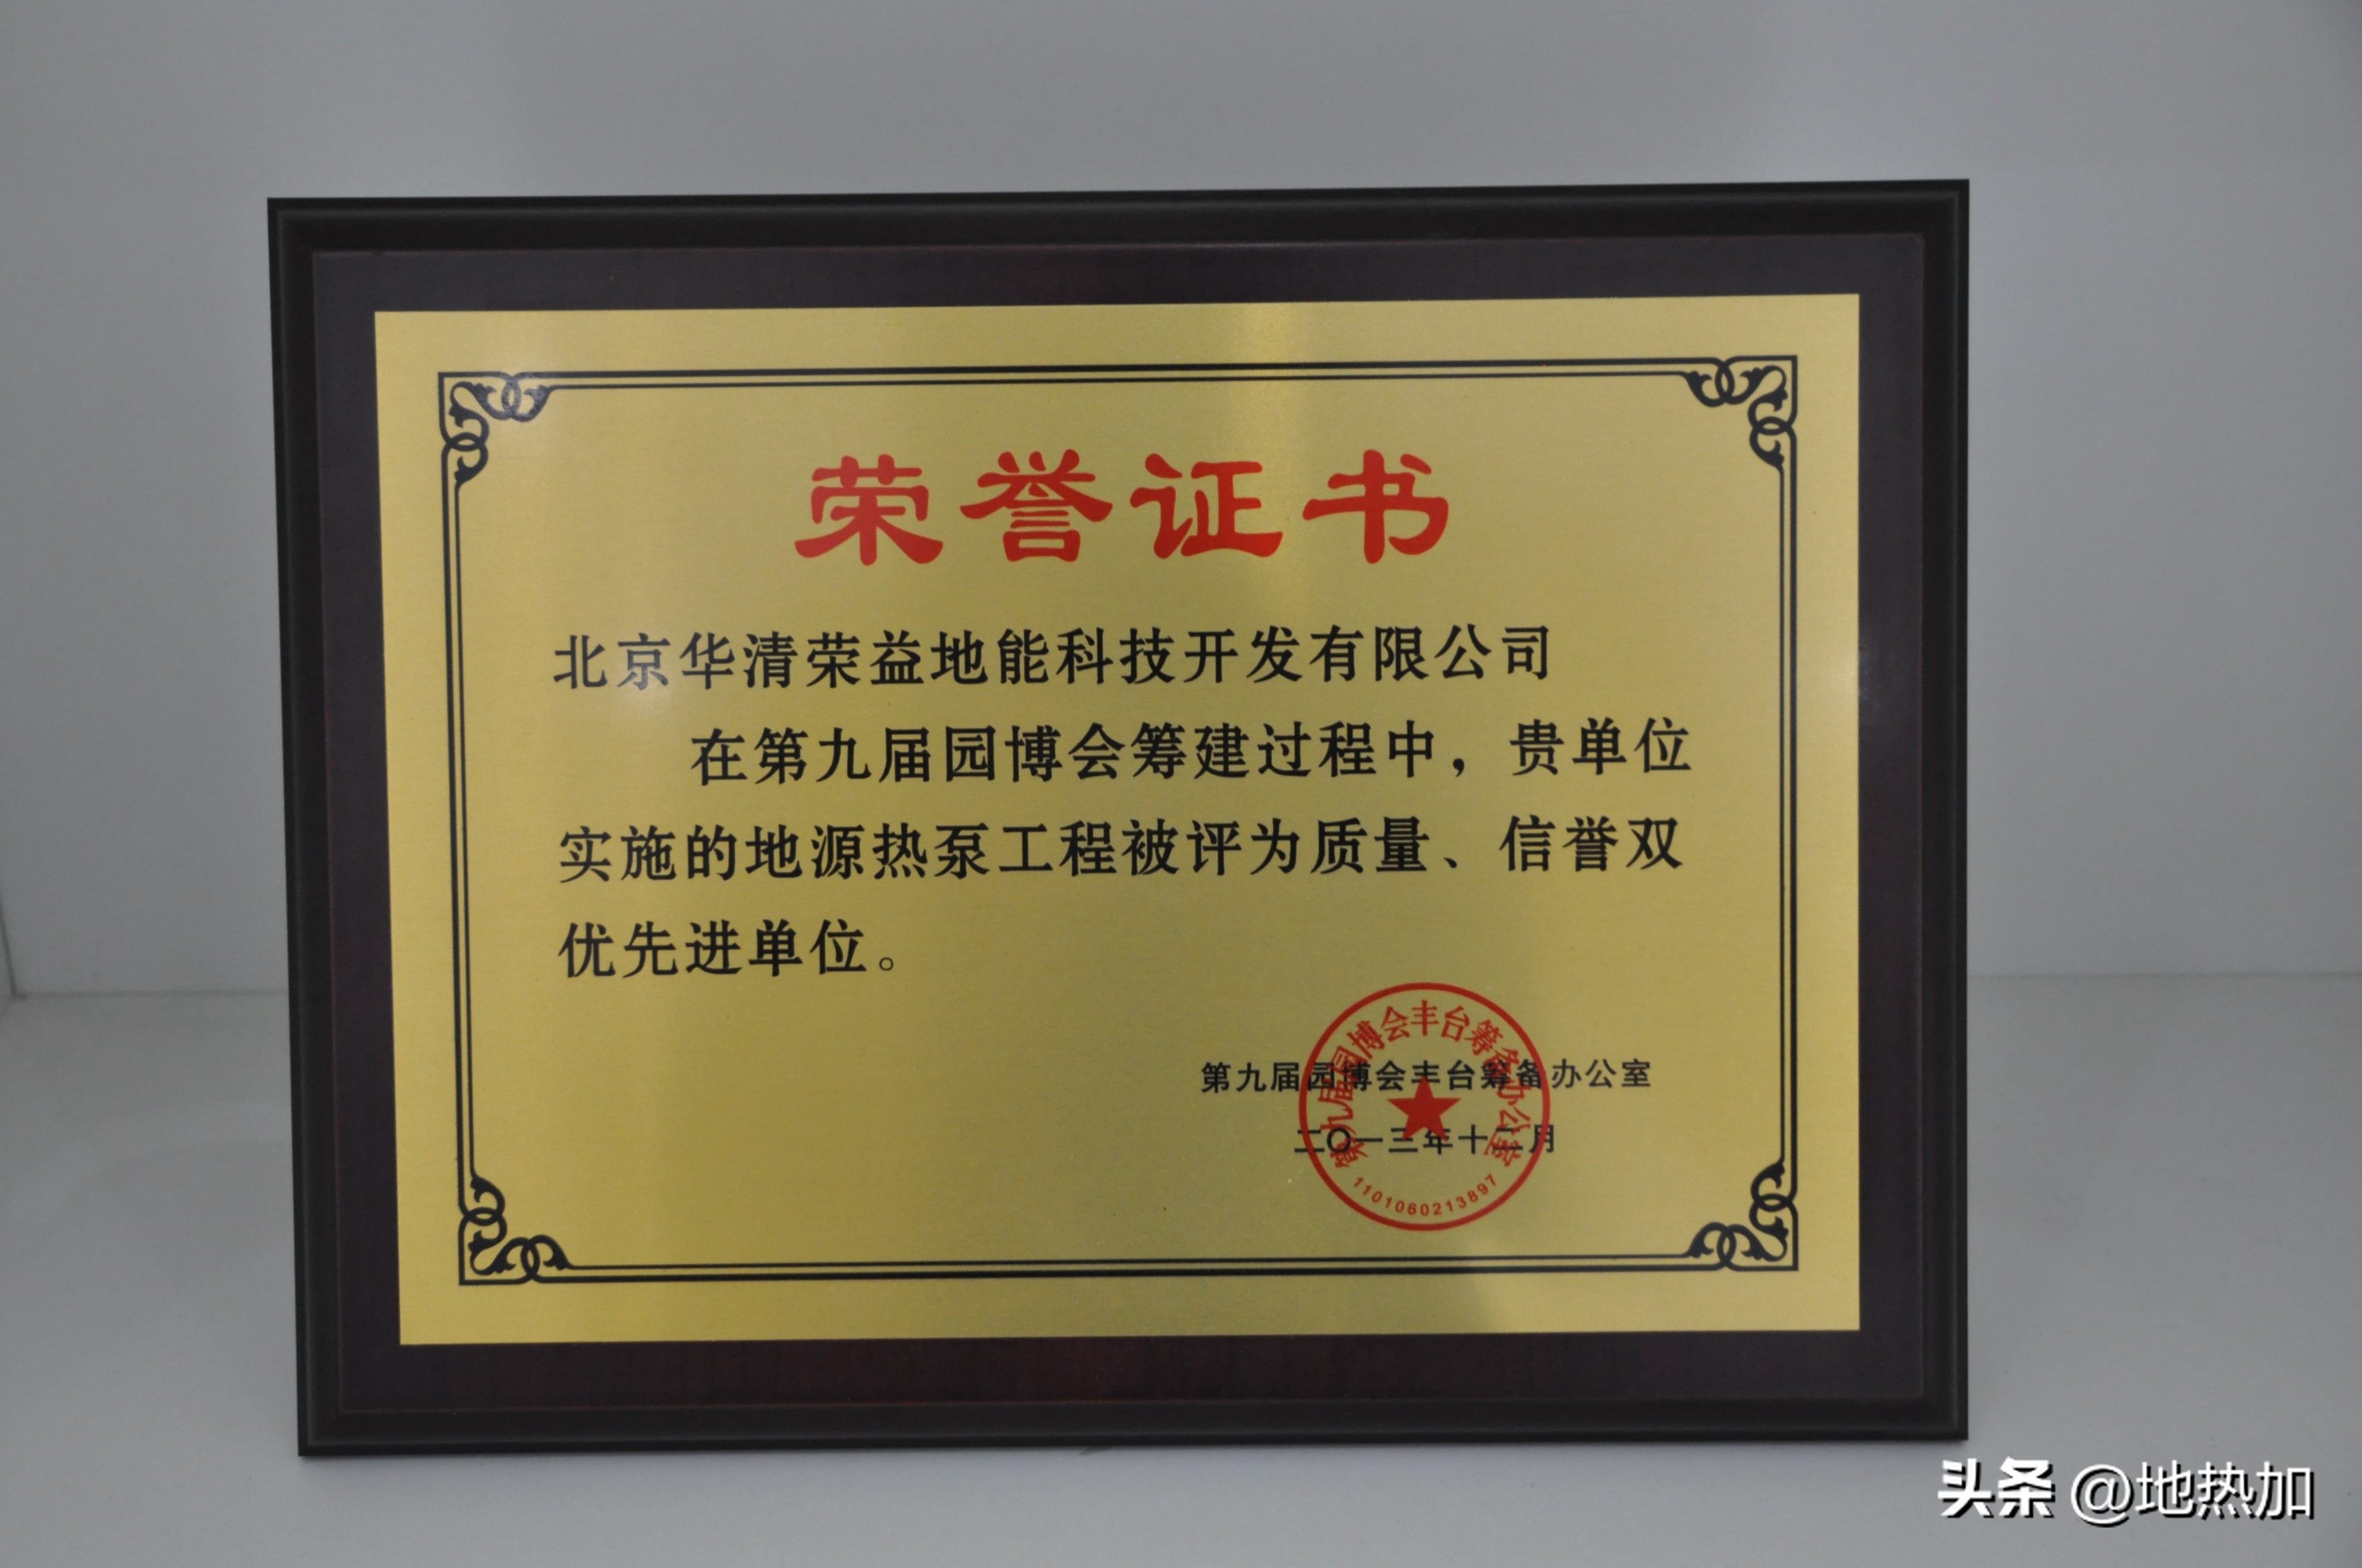 荣誉证书
北京华清荣益地能科技开发有限公司
在第九届园博会筹建过程中，贵单位
实施的地源热泵工程被评为质量、信誉双
优先进单位。
第九届园博会丰台筹备办公室
二〇一三年十二月
第九届园博会丰台筹备办公室
1101060213897
头条 @地热加